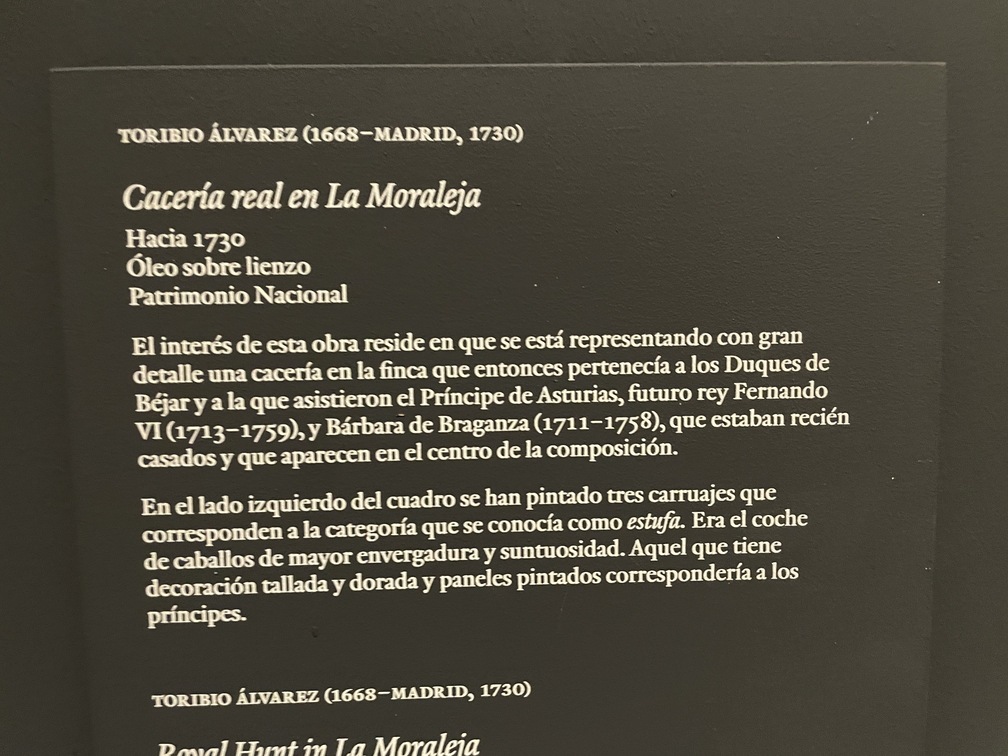 TORIBIO ÁLVAREZ (1668–MADRID, 1730)
Cacería real en La Moraleja
Hacia 1730
Óleo sobre lienzo
Patrimonio Nacional
El interés de esta obra reside en que se está representando con gran
detalle una cacería en la finca que entonces pertenecía a los Duques de
Béjar y a la que asistieron el Príncipe de Asturias, futuro rey Fernando
VI (1713–1759), y Bárbara de Braganza (1711–1758), que estaban recién
casados y que aparecen en el centro de la composición.
En el lado izquierdo del cuadro se han pintado tres carruajes que
corresponden a la categoría que se conocía como estufa. Era el coche
de caballos de mayor envergadura y suntuosidad. Aquel que tiene
decoración tallada y dorada y paneles pintados correspondería a los
príncipes.
TORIBIO ÁLVAREZ (1668–MADRID, 1730)
Royal Hunt in La Moraleja